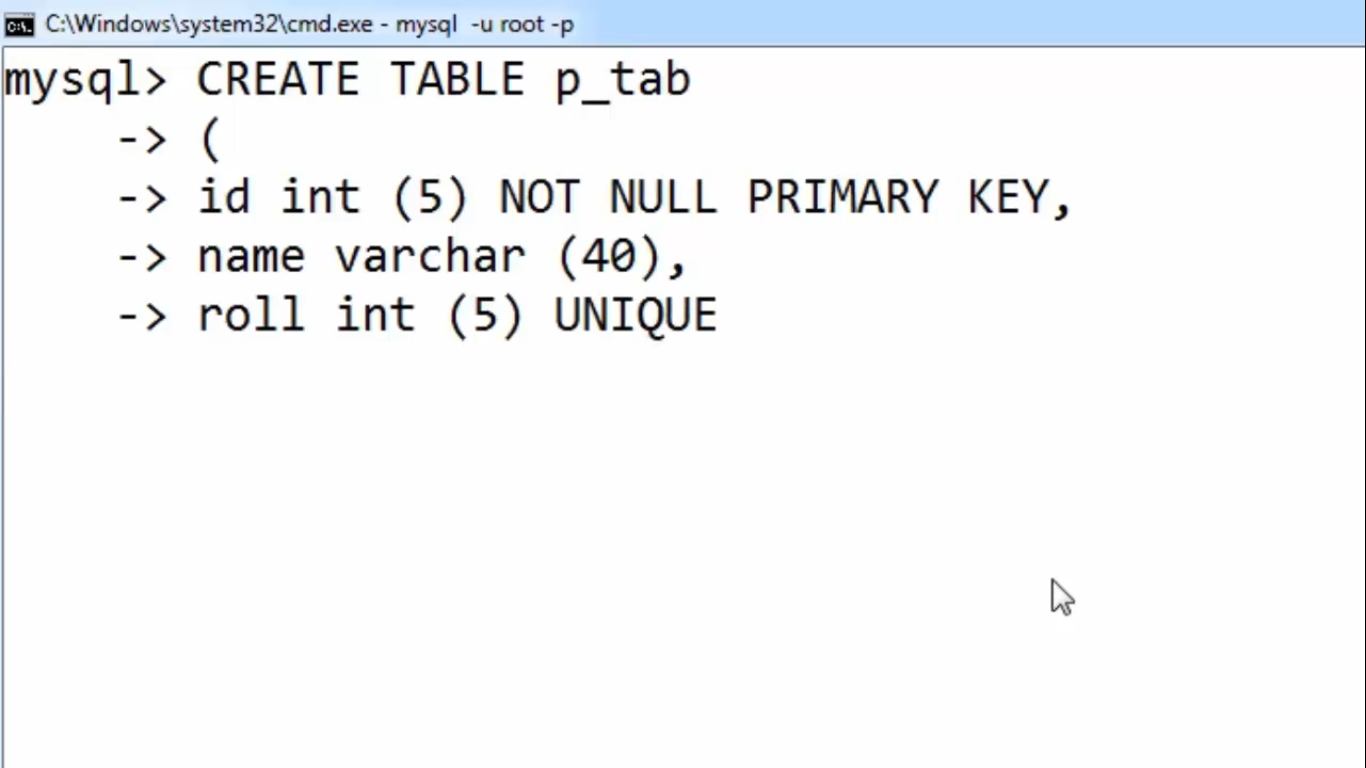 C:\Windows\system32\cmd.exe - mysql  -u root -p
mysql> CREATE TABLE p_tab
    -> (
    -> id int (5) NOT NULL PRIMARY KEY,
    -> name varchar (40),
    -> roll int (5) UNIQUE